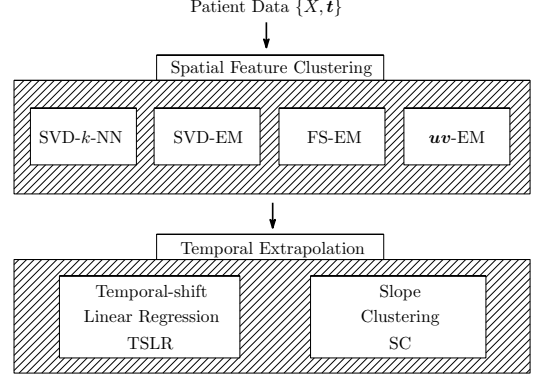 Patient Data {X, t}
Spatial Feature Clustering
SVD-k-NN SVD-EM FS-EM uv-EM
Temporal Extrapolation
Temporal-shift
Linear Regression
TSLR
Slope
Clustering
SC